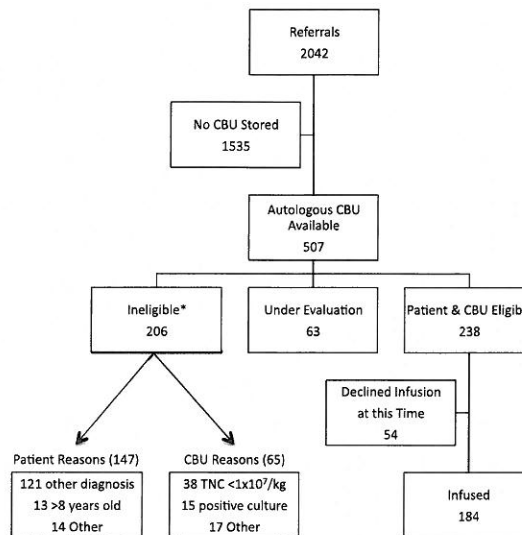 Referrals
2042
No CBU Stored
1535
Autologous CBU
Available
507
Ineligible*
206
Under Evaluation
63
Patient & CBU Eligib
238
Declined Infusion
at this Time
54
Patient Reasons (147)
121 other diagnosis
13 >8 years old
14 Other
CBU Reasons (65)
38 TNC <1x10⁷/kg
15 positive culture
17 Other
Infused
184